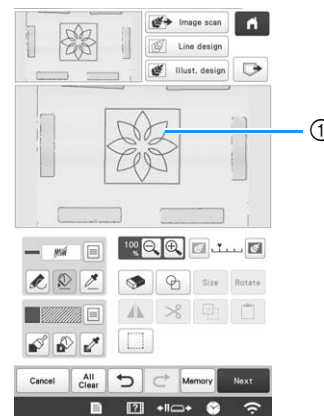 Image scan
Line design
Illust. design
①
100
%
Size
Rotate
Cancel
All
Clear
Memory
Next